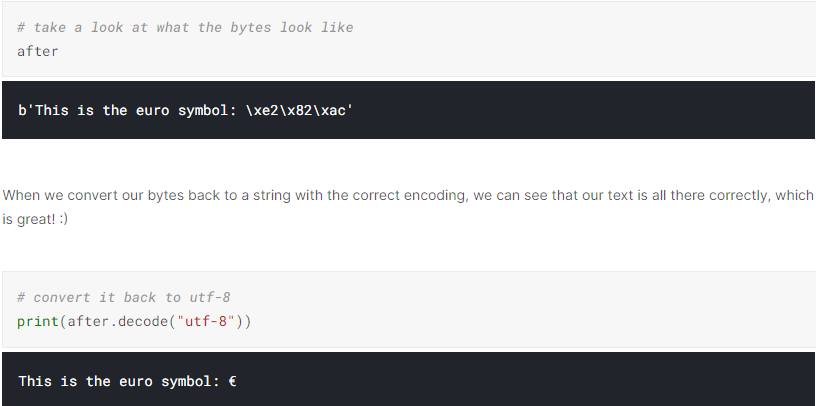 # take a look at what the bytes look like
after
b'This is the euro symbol: \xe2\x82\xac'
When we convert our bytes back to a string with the correct encoding, we can see that our text is all there correctly, which
is great! :)
# convert it back to utf-8
print(after.decode("utf-8"))
This is the euro symbol: €